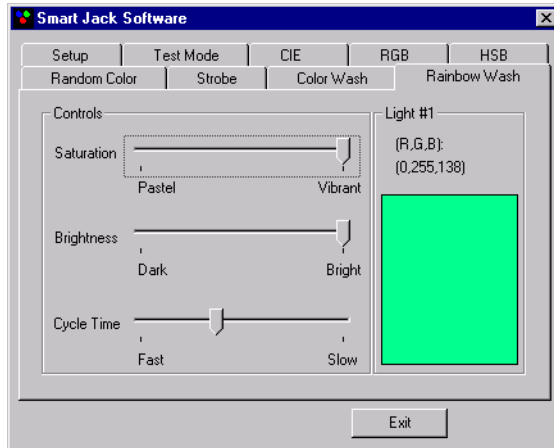 Smart Jack Software
Setup Test Mode CIE RGB HSB
Random Color Strobe Color Wash Rainbow Wash
Controls
Saturation
Pastel Vibrant
Brightness
Dark Bright
Cycle Time
Fast Slow
Light #1
(R,G,B):
(0,255,138)
Exit